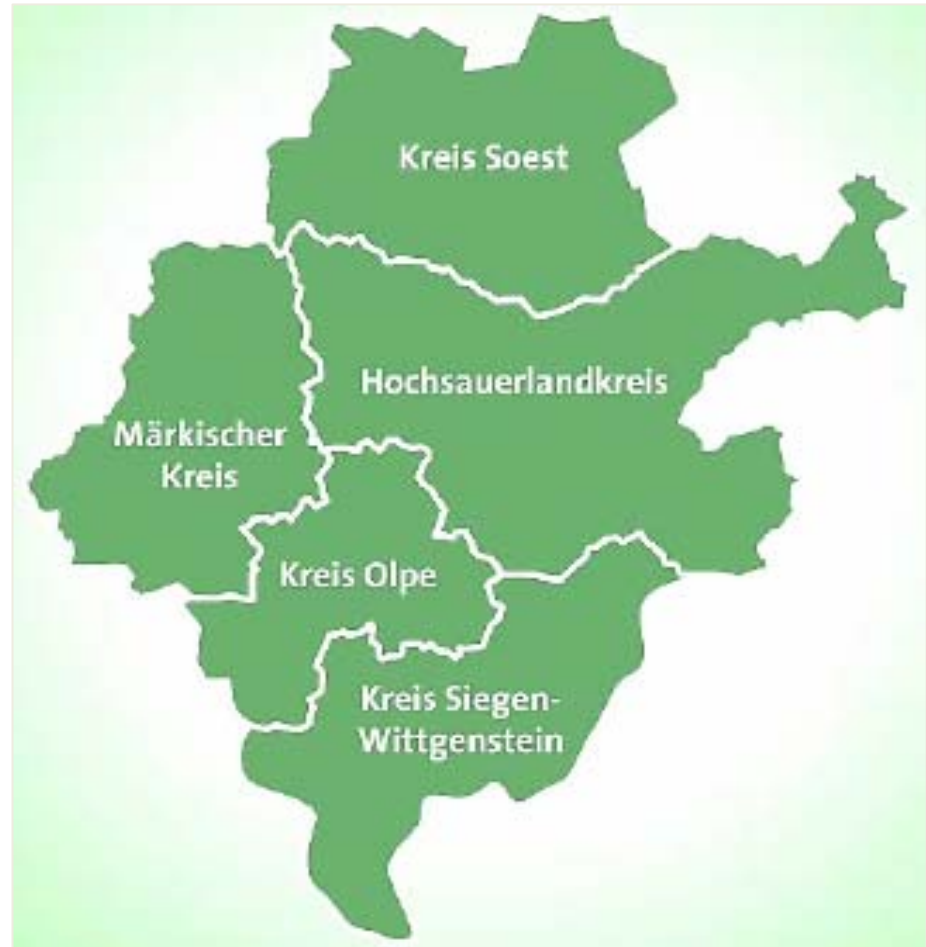 Kreis Soest
Hochsauerlandkreis
Märkischer
Kreis
Kreis Olpe
Kreis Siegen-
Wittgenstein